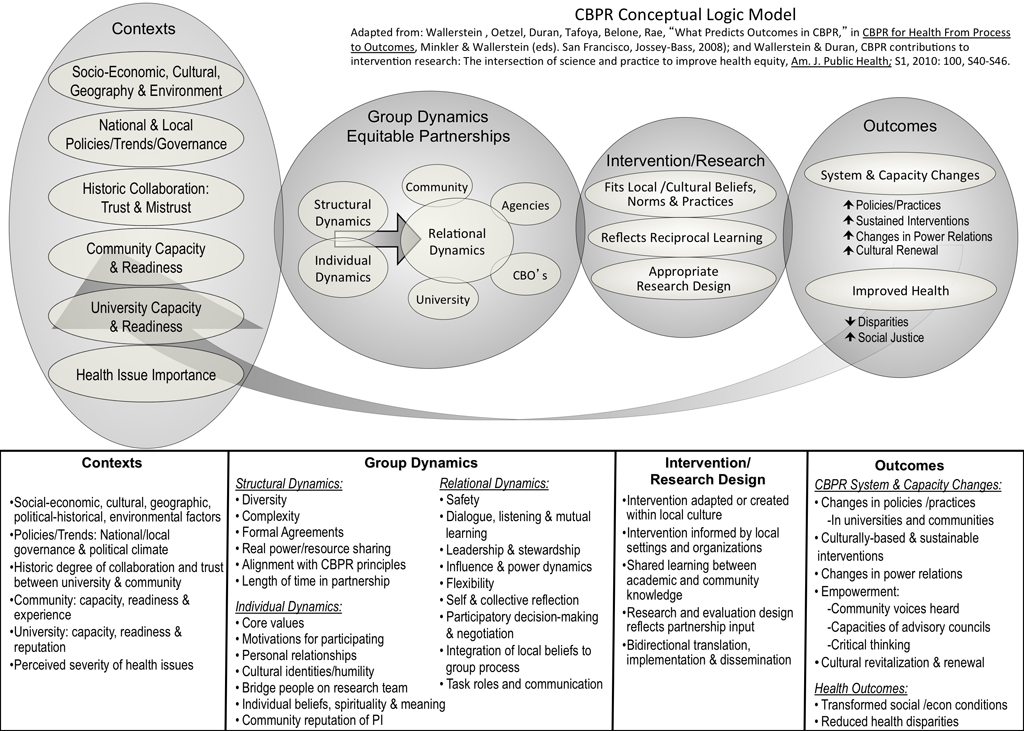 CBPR Conceptual Logic Model
Adapted from: Wallerstein , Oetzel, Duran, Tafoya, Belone, Rae, “What Predicts Outcomes in CBPR,” in CBPR for Health From Process
to Outcomes, Minkler & Wallerstein (eds). San Francisco, Jossey-Bass, 2008); and Wallerstein & Duran, CBPR contributions to
intervention research: The intersection of science and practice to improve health equity, Am. J. Public Health; S1, 2010: 100, S40-S46.
Contexts
Socio-Economic, Cultural,
Geography & Environment
National & Local
Policies/Trends/Governance
Historic Collaboration:
Trust & Mistrust
Community Capacity
& Readiness
University Capacity
& Readiness
Health Issue Importance
Group Dynamics
Equitable Partnerships
Structural
Dynamics
Individual
Dynamics
Community
Agencies
Relational
Dynamics
CBO’s
University
Intervention/Research
Fits Local /Cultural Beliefs,
Norms & Practices
Reflects Reciprocal Learning
Appropriate
Research Design
Outcomes
System & Capacity Changes
Policies/Practices
Sustained Interventions
Changes in Power Relations
Cultural Renewal
Improved Health
Disparities
Social Justice
Contexts
•Social-economic, cultural, geographic,
political-historical, environmental factors
•Policies/Trends: National/local
governance & political climate
•Historic degree of collaboration and trust
between university & community
•Community: capacity, readiness &
experience
•University: capacity, readiness &
reputation
•Perceived severity of health issues
Group Dynamics
Structural Dynamics:
• Diversity
• Complexity
• Formal Agreements
• Real power/resource sharing
• Alignment with CBPR principles
• Length of time in partnership
Individual Dynamics:
• Core values
• Motivations for participating
• Personal relationships
• Cultural identities/humility
• Bridge people on research team
• Individual beliefs, spirituality & meaning
• Community reputation of PI
Relational Dynamics:
• Safety
• Dialogue, listening & mutual
learning
• Leadership & stewardship
• Influence & power dynamics
• Flexibility
• Self & collective reflection
• Participatory decision-making
& negotiation
• Integration of local beliefs to
group process
• Task roles and communication
Intervention/
Research Design
•Intervention adapted or created
within local culture
•Intervention informed by local
settings and organizations
•Shared learning between
academic and community
knowledge
•Research and evaluation design
reflects partnership input
•Bidirectional translation,
implementation & dissemination
Outcomes
CBPR System & Capacity Changes:
• Changes in policies /practices
-In universities and communities
• Culturally-based & sustainable
interventions
• Changes in power relations
• Empowerment:
-Community voices heard
-Capacities of advisory councils
-Critical thinking
• Cultural revitalization & renewal
Health Outcomes:
• Transformed social /econ conditions
• Reduced health disparities